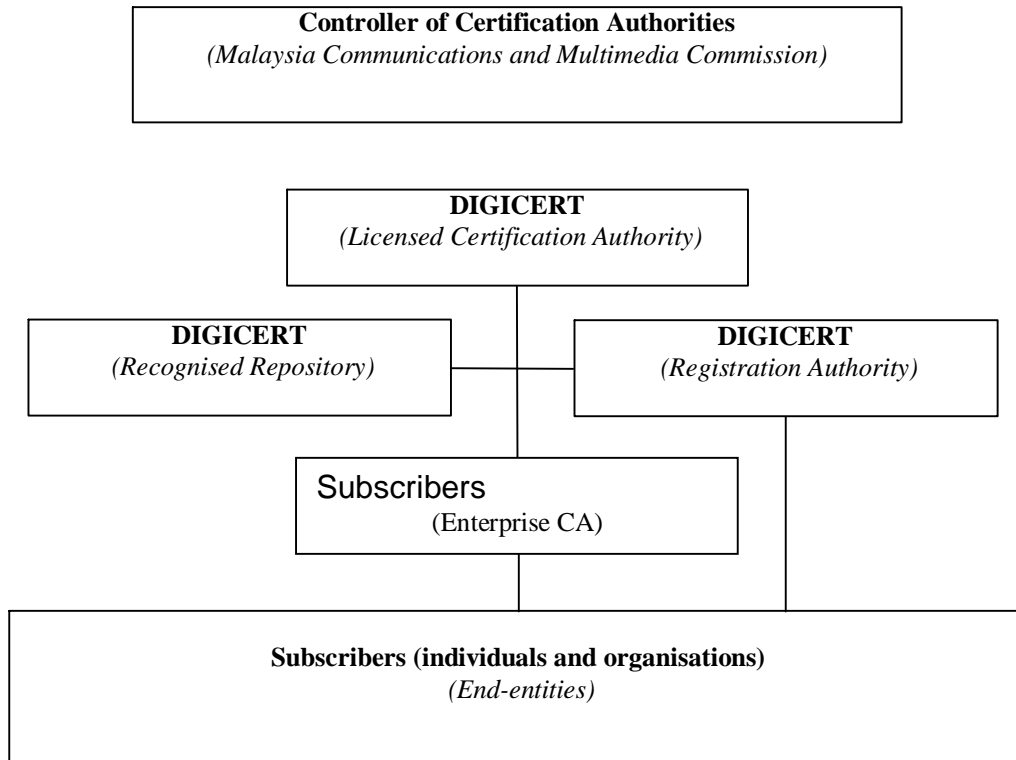 Controller of Certification Authorities
(Malaysia Communications and Multimedia Commission)
DIGICERT
(Licensed Certification Authority)
DIGICERT
(Recognised Repository)
DIGICERT
(Registration Authority)
Subscribers
(Enterprise CA)
Subscribers (individuals and organisations)
(End-entities)